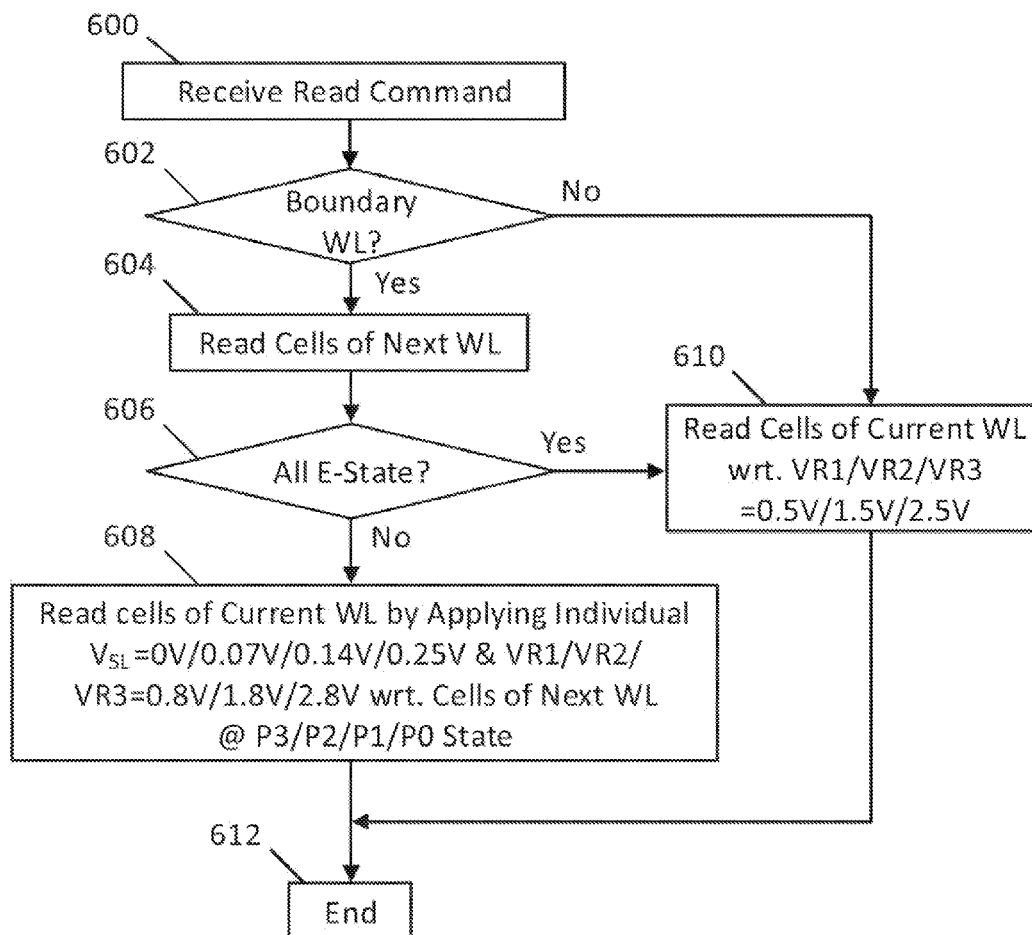 600
Receive Read Command
602
Boundary
WL?
No
604
Yes
Read Cells of Next WL
610
606
All E-State?
Yes
Read Cells of Current WL
wrt. VR1/VR2/VR3
=0.5V/1.5V/2.5V
No
608
Read cells of Current WL by Applying Individual
VSL =0V/0.07V/0.14V/0.25V & VR1/VR2/
VR3=0.8V/1.8V/2.8V wrt. Cells of Next WL
@ P3/P2/P1/P0 State
612
End